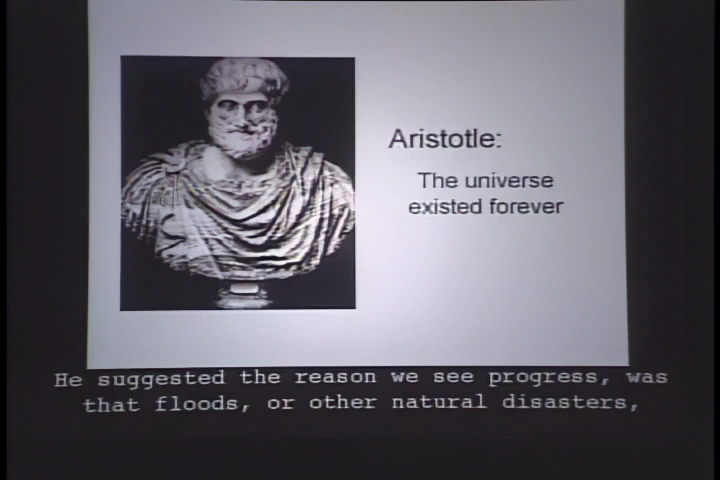 Aristotle:
The universe
existed forever
He suggested the reason we see progress, was
that floods, or other natural disasters,